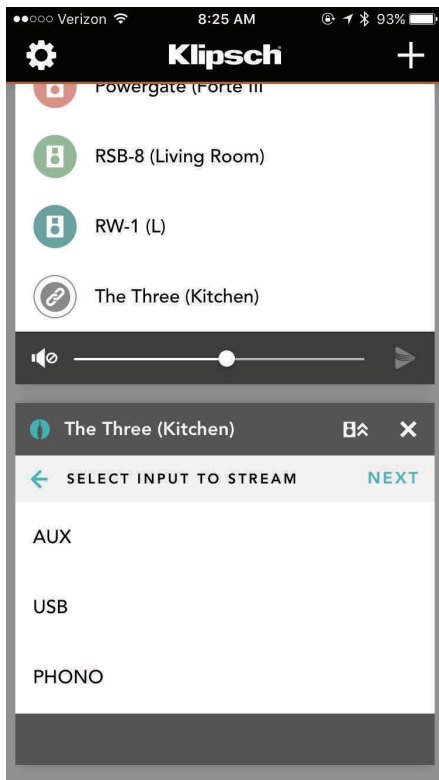 Verizon 8:25 AM 93%
Klipsch
Powergate (Forte III
RSB-8 (Living Room)
RW-1 (L)
The Three (Kitchen)
The Three (Kitchen)
SELECT INPUT TO STREAM NEXT
AUX
USB
PHONO